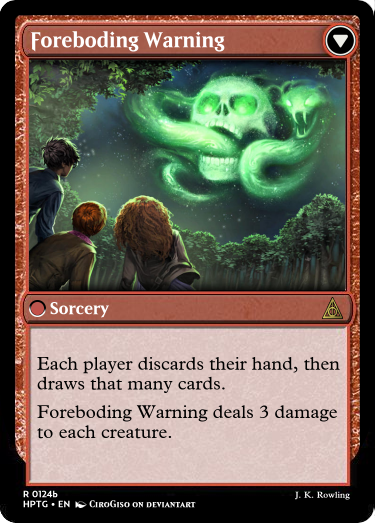 Foreboding Warning
Sorcery
Each player discards their hand, then
draws that many cards.
Foreboding Warning deals 3 damage
to each creature.
R 0124b
J. K. Rowling
HPTG • EN CiroGiso on deviantart